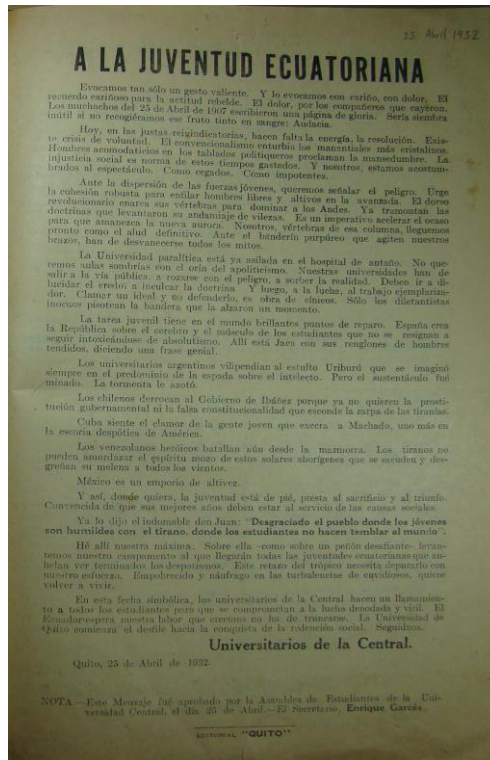 25 Abril 1932
A LA JUVENTUD ECUATORIANA
Evocamos tan sólo un gesto valiente. Y lo evocamos con cariño, con dolor. El
recuerdo cariñoso para la actitud rebelde. El dolor, por los compañeros que cayeron.
Los muchachos del 25 de Abril de 1907 escribieron una página de gloria. Sería siembra
inútil si no recogiéramos ese fruto tinto en sangre: Audacia.
Hoy, en las justas reigindicatorias, hacen falta la energía, la resolución. Exis-
te crisis de voluntad. El convencionalismo enturbia los manantiales más cristalinos.
Hombres acomodaticios en los tablados politiqueros proclaman la mansedumbre. La
injusticia social es norma de estos tiempos gastados. Y nosotros, estamos acostum-
brados al espectáculo. Como cegados. Como impotentes.
Ante la dispersión de las fuerzas jóvenes, queremos señalar el peligro. Urge
la cohesión robusta para enfilar hombres libres y altivos en la avanzada. El dorso
revolucionario enarca sus vértebras para dominar a los Andes. Ya tramontan las
doctrinas que levantaron su andamiaje de vilezas. Es un imperativo acelerar el ocaso
para que amanezca la nueva aurora. Nosotros, vértebras de esa columna, lleguemos
pronto como el alud definitivo. Ante el banderín purpúreo que agiten nuestros
brazos, han de desvanecerse todos los mitos.
La Universidad paralítica está ya asilada en el hospital de antaño. No que-
remos aulas sombrías con el oria del apoliticismo. Nuestras universidades han de
salir a la vía pública, a rozarse con el peligro, a sorber la realidad. Deben ir a di-
lucidar el credo, a inculcar la doctrina. Y luego, a la lucha, al trabajo ejemplariza-
dor. Clamar un ideal y no defenderlo, es obra de cínicos. Sólo los diletantistas
inocuos pisotean la bandera que la alzaron un momento.
La tarea juvenil tiene en el mundo brillantes puntos de reparo. España crea
la República sobre el cerebro y el músculo de los estudiantes que no se resignan a
seguir intoxicándose de absolutismo. Allí está Jaca con sus renglones de hombres
tendidos, diciendo una frase genial.
Los universitarios argentinos vilipendian al estulto Uriburú que se imaginó
siempre en el predominio de la espada sobre el intelecto. Pero el sustentáculo fué
minado. La tormenta le azotó.
Los chilenos derrocan al Gobierno de Ibáñez porque ya no quieren la prosti-
tución gubernamental ni la falsa constitucionalidad que esconde la zarpa de las tiranías.
Cuba siente el clamor de la gente joven que execra a Machado, uno más en
la escoria despótica de América.
Los venezolanos heróicos batallan aún desde la mazmorra. Los tiranos no
pueden amordazar el espíritu mozo de estos solares aborígenes que se sacuden y des-
greñan su melena a todos los vientos.
México es un emporio de altivez.
Y así, donde quiera, la juventud está de pié, presta al sacrificio y al triunfo.
Convencida de que sus mejores años deben estar al servicio de las causas sociales.
Ya lo dijo el indomable don Juan: "Desgraciado el pueblo donde los jóvenes
son humildes con el tirano, donde los estudiantes no hacen temblar al mundo".
Hé allí nuestra máxima. Sobre ella -como sobre un peñón desafiante- levan-
temos nuestro campamento al que llegarán todas las juventudes ecuatorianas que an-
helan ver terminados los despotismos. Este retazo del trópico necesita depurarlo con
nuestro esfuerzo. Empobrecido y náufrago en las turbulencias de envidiosos, quiere
volver a vivir.
En esta fecha simbólica, los universitarios de la Central hacen un llamamien-
to a todos los estudiantes para que se comprometan a la lucha denodada y viril. El
Ecuador espera nuestra labor que creemos no ha de truncarse. La Universidad de
Quito comienza el desfile hacia la conquista de la redención social. Seguidnos.
Universitarios de la Central.
Quito, 25 de Abril de 1932.
NOTA.—Este Mensaje fué aprobado por la Asamblea de Estudiantes de la Uni-
versidad Central, el día 25 de Abril.—El Secretario, Enrique Garcés.
EDITORIAL "QUITO"